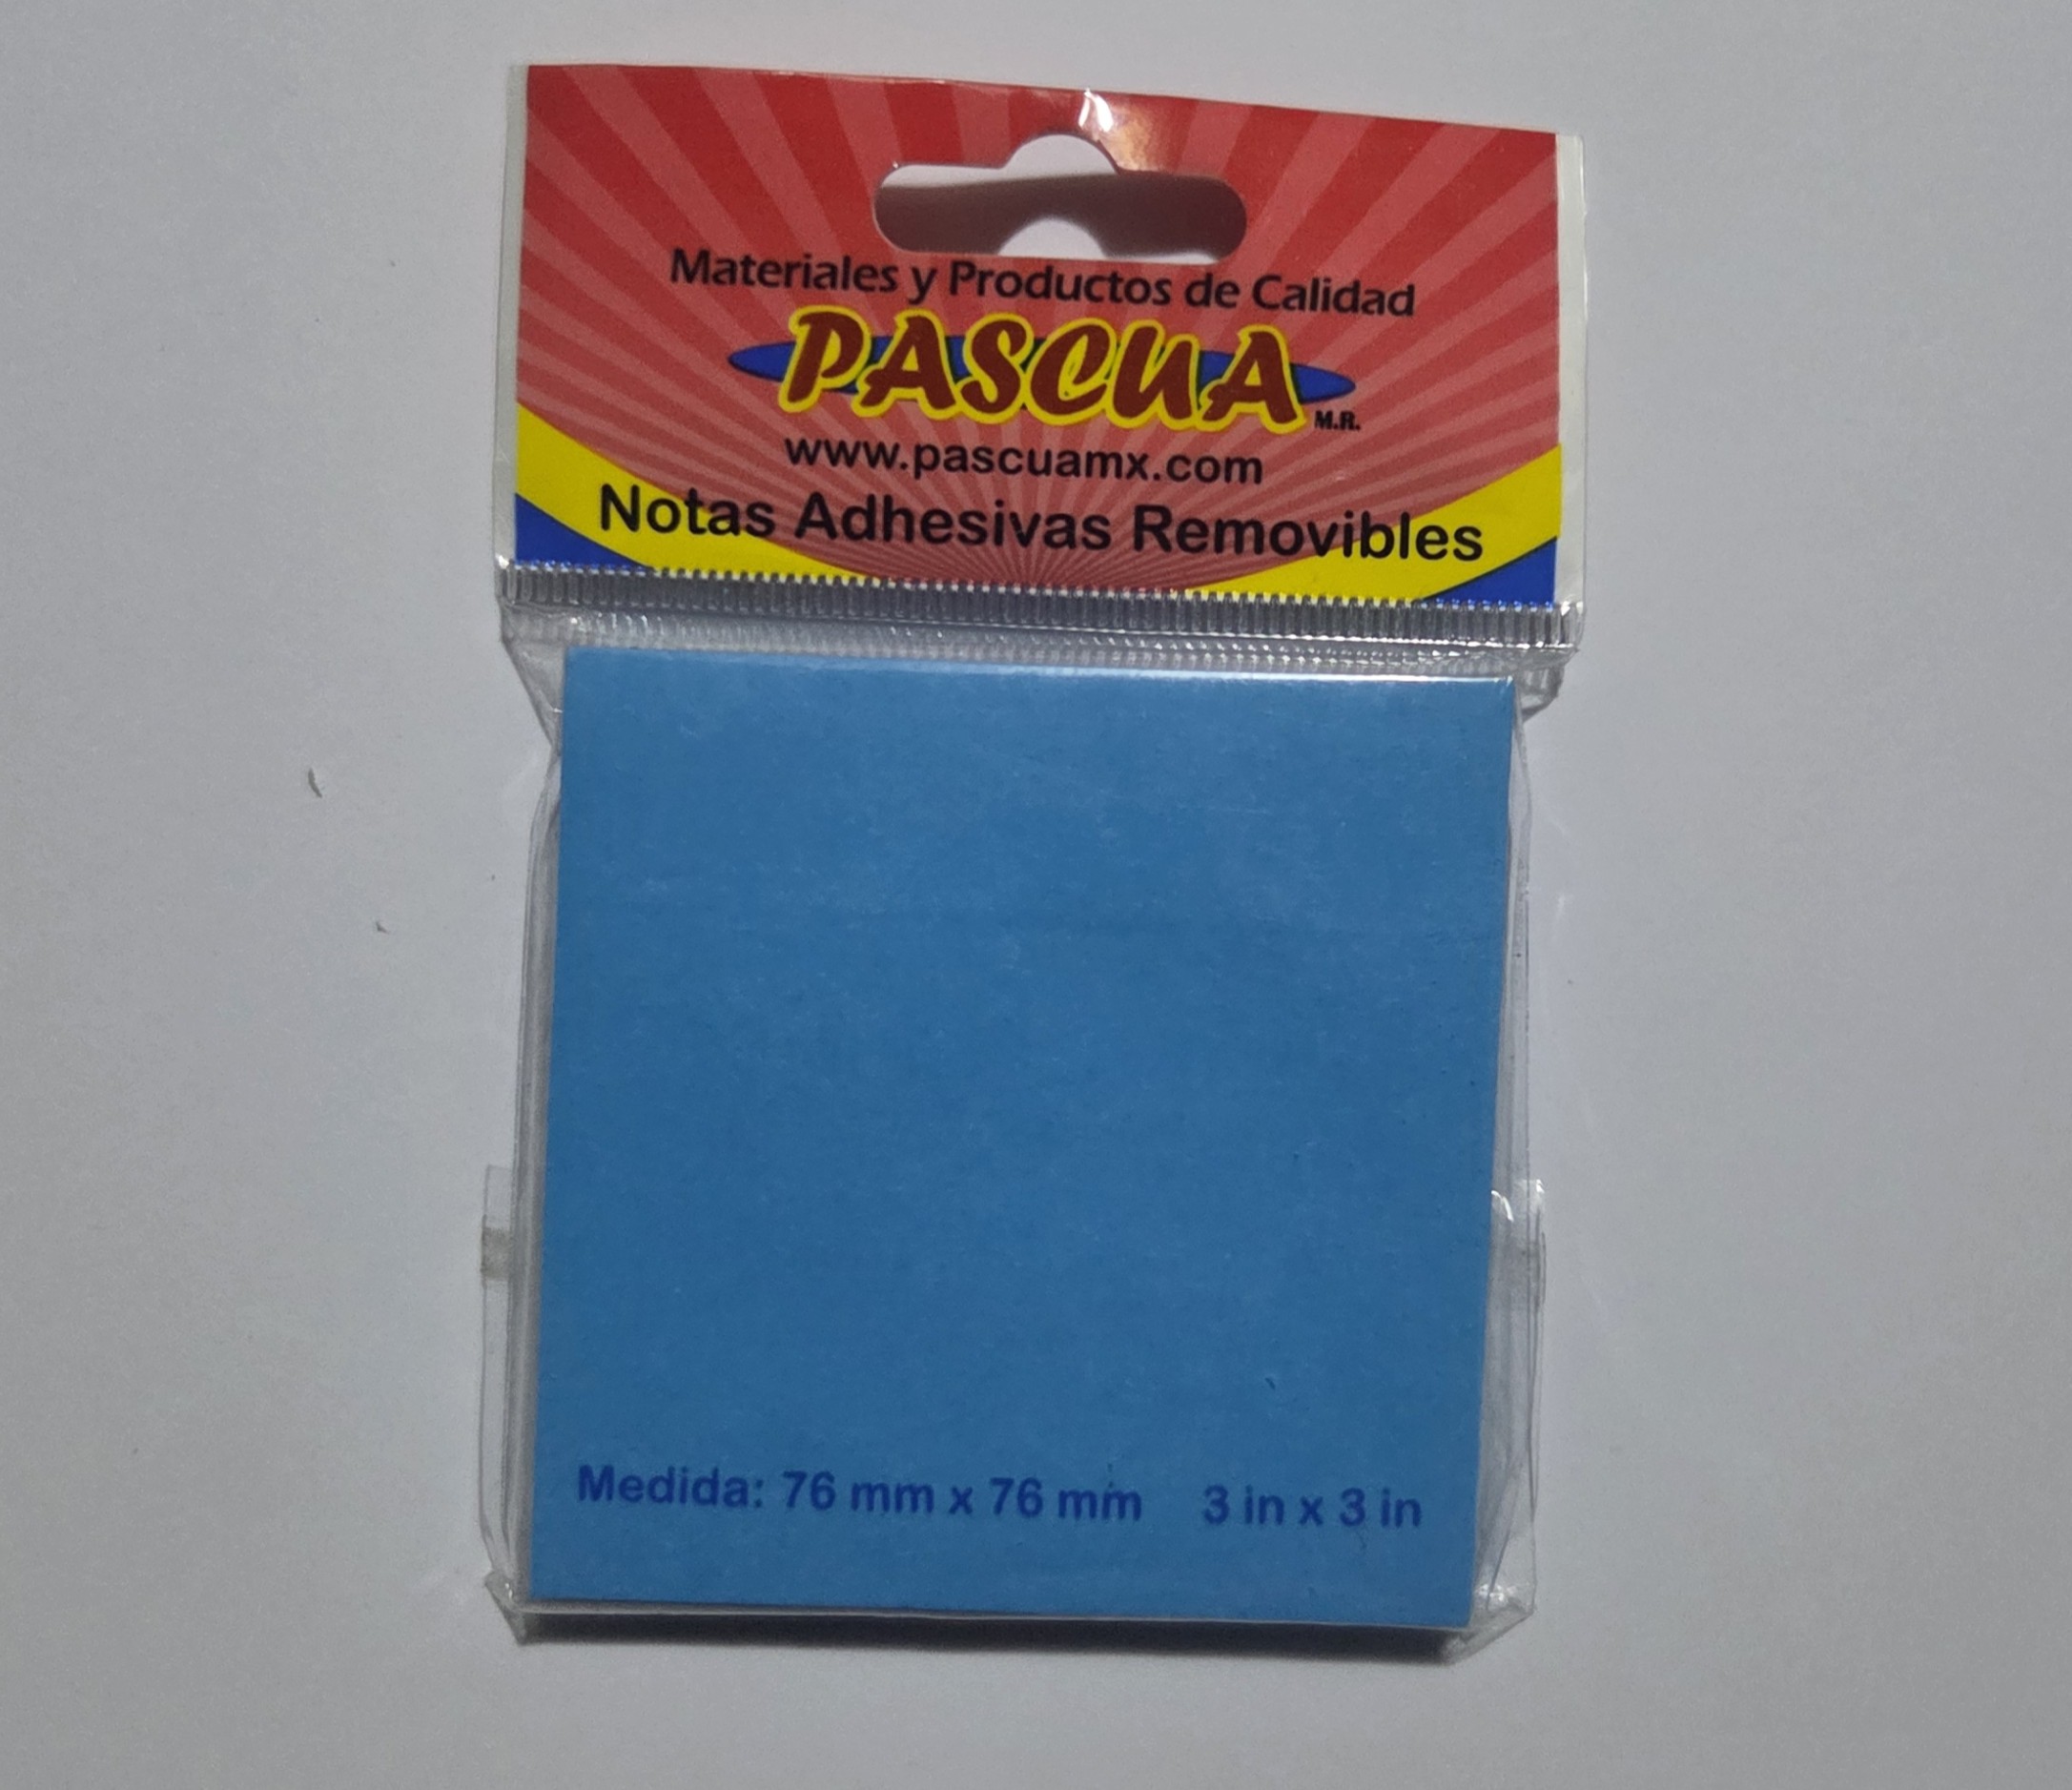 Materiales y Productos de Calidad
PASCUA M.R.
www.pascuamx.com
Notas Adhesivas Removibles
Medida: 76 mm x 76 mm 3 in x 3 in